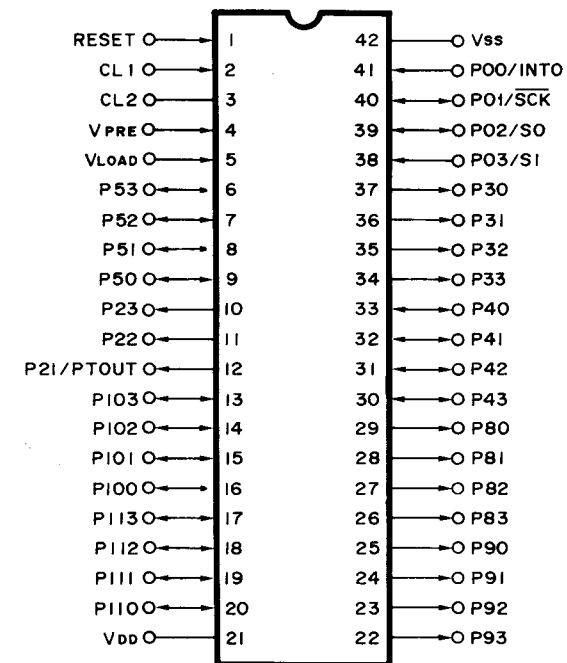 RESET 1 42 Vss
CL1 2 41 P00/INT0
CL2 3 40 P01/SCK
VPRE 4 39 P02/SO
VLOAD 5 38 P03/SI
P53 6 37 P30
P52 7 36 P31
P51 8 35 P32
P50 9 34 P33
P23 10 33 P40
P22 11 32 P41
P21/PTOUT 12 31 P42
P103 13 30 P43
P102 14 29 P80
P101 15 28 P81
P100 16 27 P82
P113 17 26 P83
P112 18 25 P90
P111 19 24 P91
P110 20 23 P92
VDD 21 22 P93